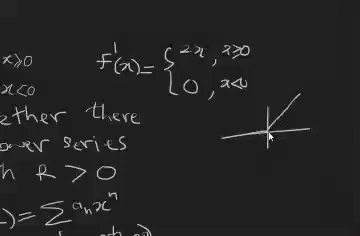 x≥0 f'(x)= { 2x, x≥0
x<0 0, x<0
ether there
ower series
h R > 0
)= ∑ aₙxⁿ